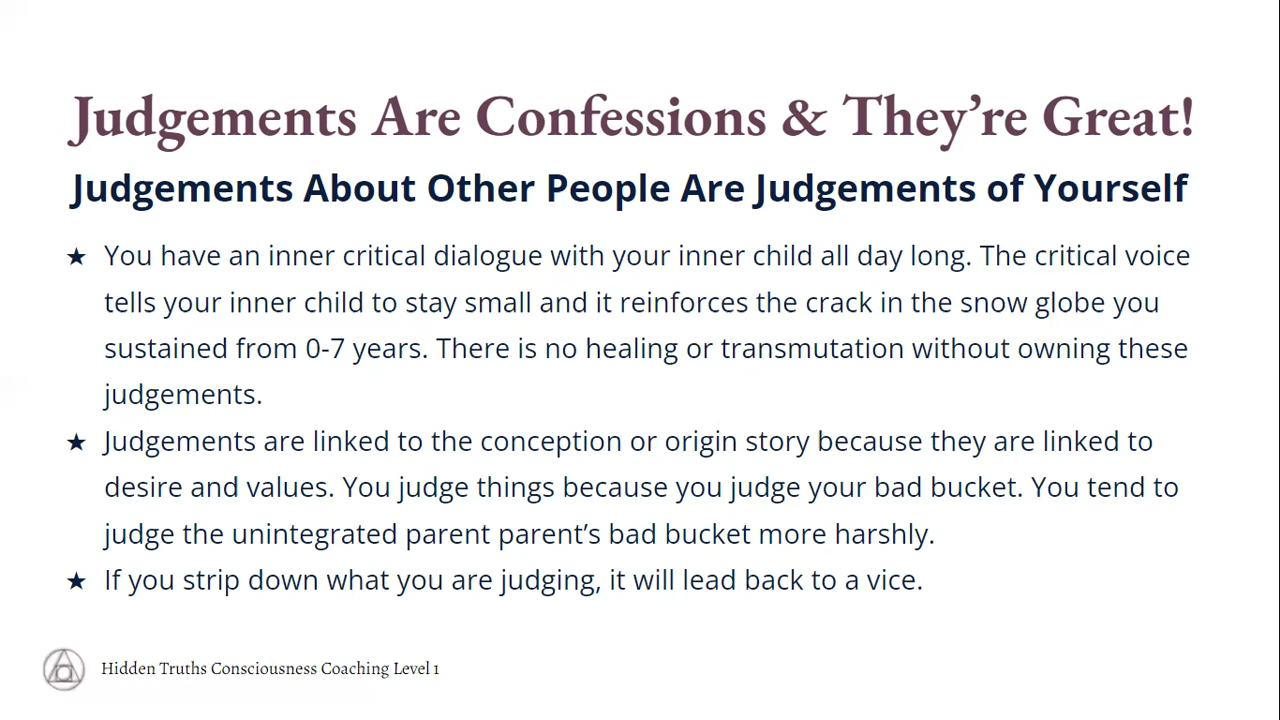 Judgements Are Confessions & They’re Great!
Judgements About Other People Are Judgements of Yourself
★ You have an inner critical dialogue with your inner child all day long. The critical voice
tells your inner child to stay small and it reinforces the crack in the snow globe you
sustained from 0-7 years. There is no healing or transmutation without owning these
judgements.
★ Judgements are linked to the conception or origin story because they are linked to
desire and values. You judge things because you judge your bad bucket. You tend to
judge the unintegrated parent parent’s bad bucket more harshly.
★ If you strip down what you are judging, it will lead back to a vice.
Hidden Truths Consciousness Coaching Level 1